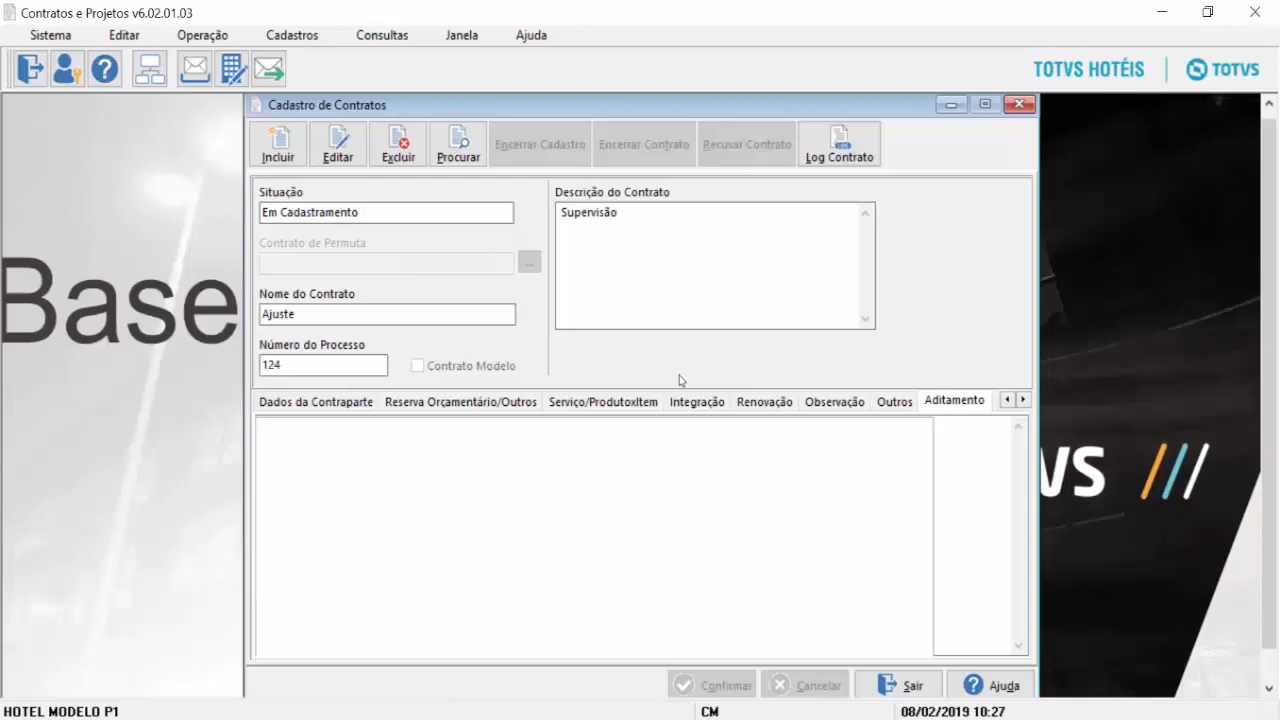 Contratos e Projetos v6.02.01.03
Sistema Editar Operação Cadastros Consultas Janela Ajuda
TOTVS HOTÉIS TOTVS
Cadastro de Contratos
Incluir Editar Excluir Procurar Encerrar Cadastro Encerrar Contrato Recusar Contrato Log Contrato
Situação
Em Cadastramento
Contrato de Permuta
...
Nome do Contrato
Ajuste
Número do Processo
124
Contrato Modelo
Descrição do Contrato
Supervisão
Dados da Contraparte Reserva Orçamentário/Outros Serviço/ProdutoxItem Integração Renovação Observação Outros Aditamento
Base
VS
Confirmar Cancelar Sair Ajuda
HOTEL MODELO P1 CM 08/02/2019 10:27